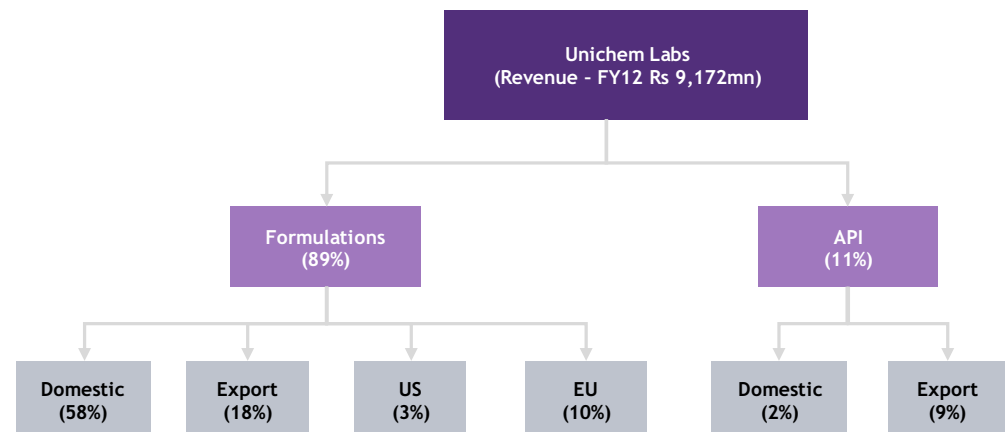 Unichem Labs
(Revenue - FY12 Rs 9,172mn)
Formulations
(89%)
API
(11%)
Domestic
(58%)
Export
(18%)
US
(3%)
EU
(10%)
Domestic
(2%)
Export
(9%)